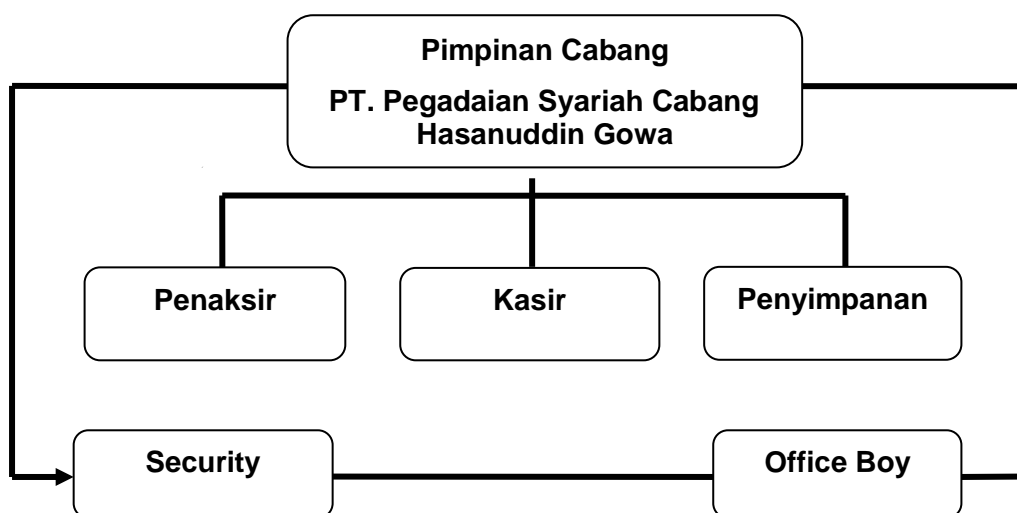 Pimpinan Cabang
PT. Pegadaian Syariah Cabang
Hasanuddin Gowa
Penaksir
Kasir
Penyimpanan
Security
Office Boy